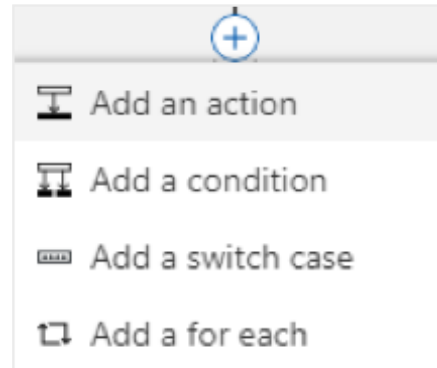 Add an action
Add a condition
Add a switch case
Add a for each